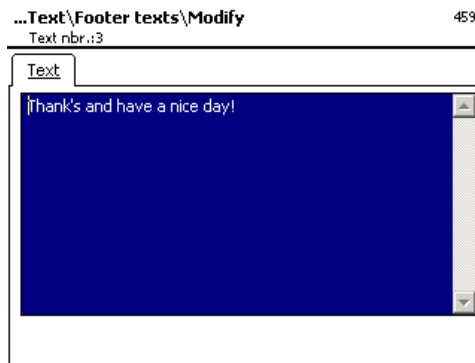 ...Text\Footer texts\Modify 459
Text nbr.:3
Text
Thank's and have a nice day!